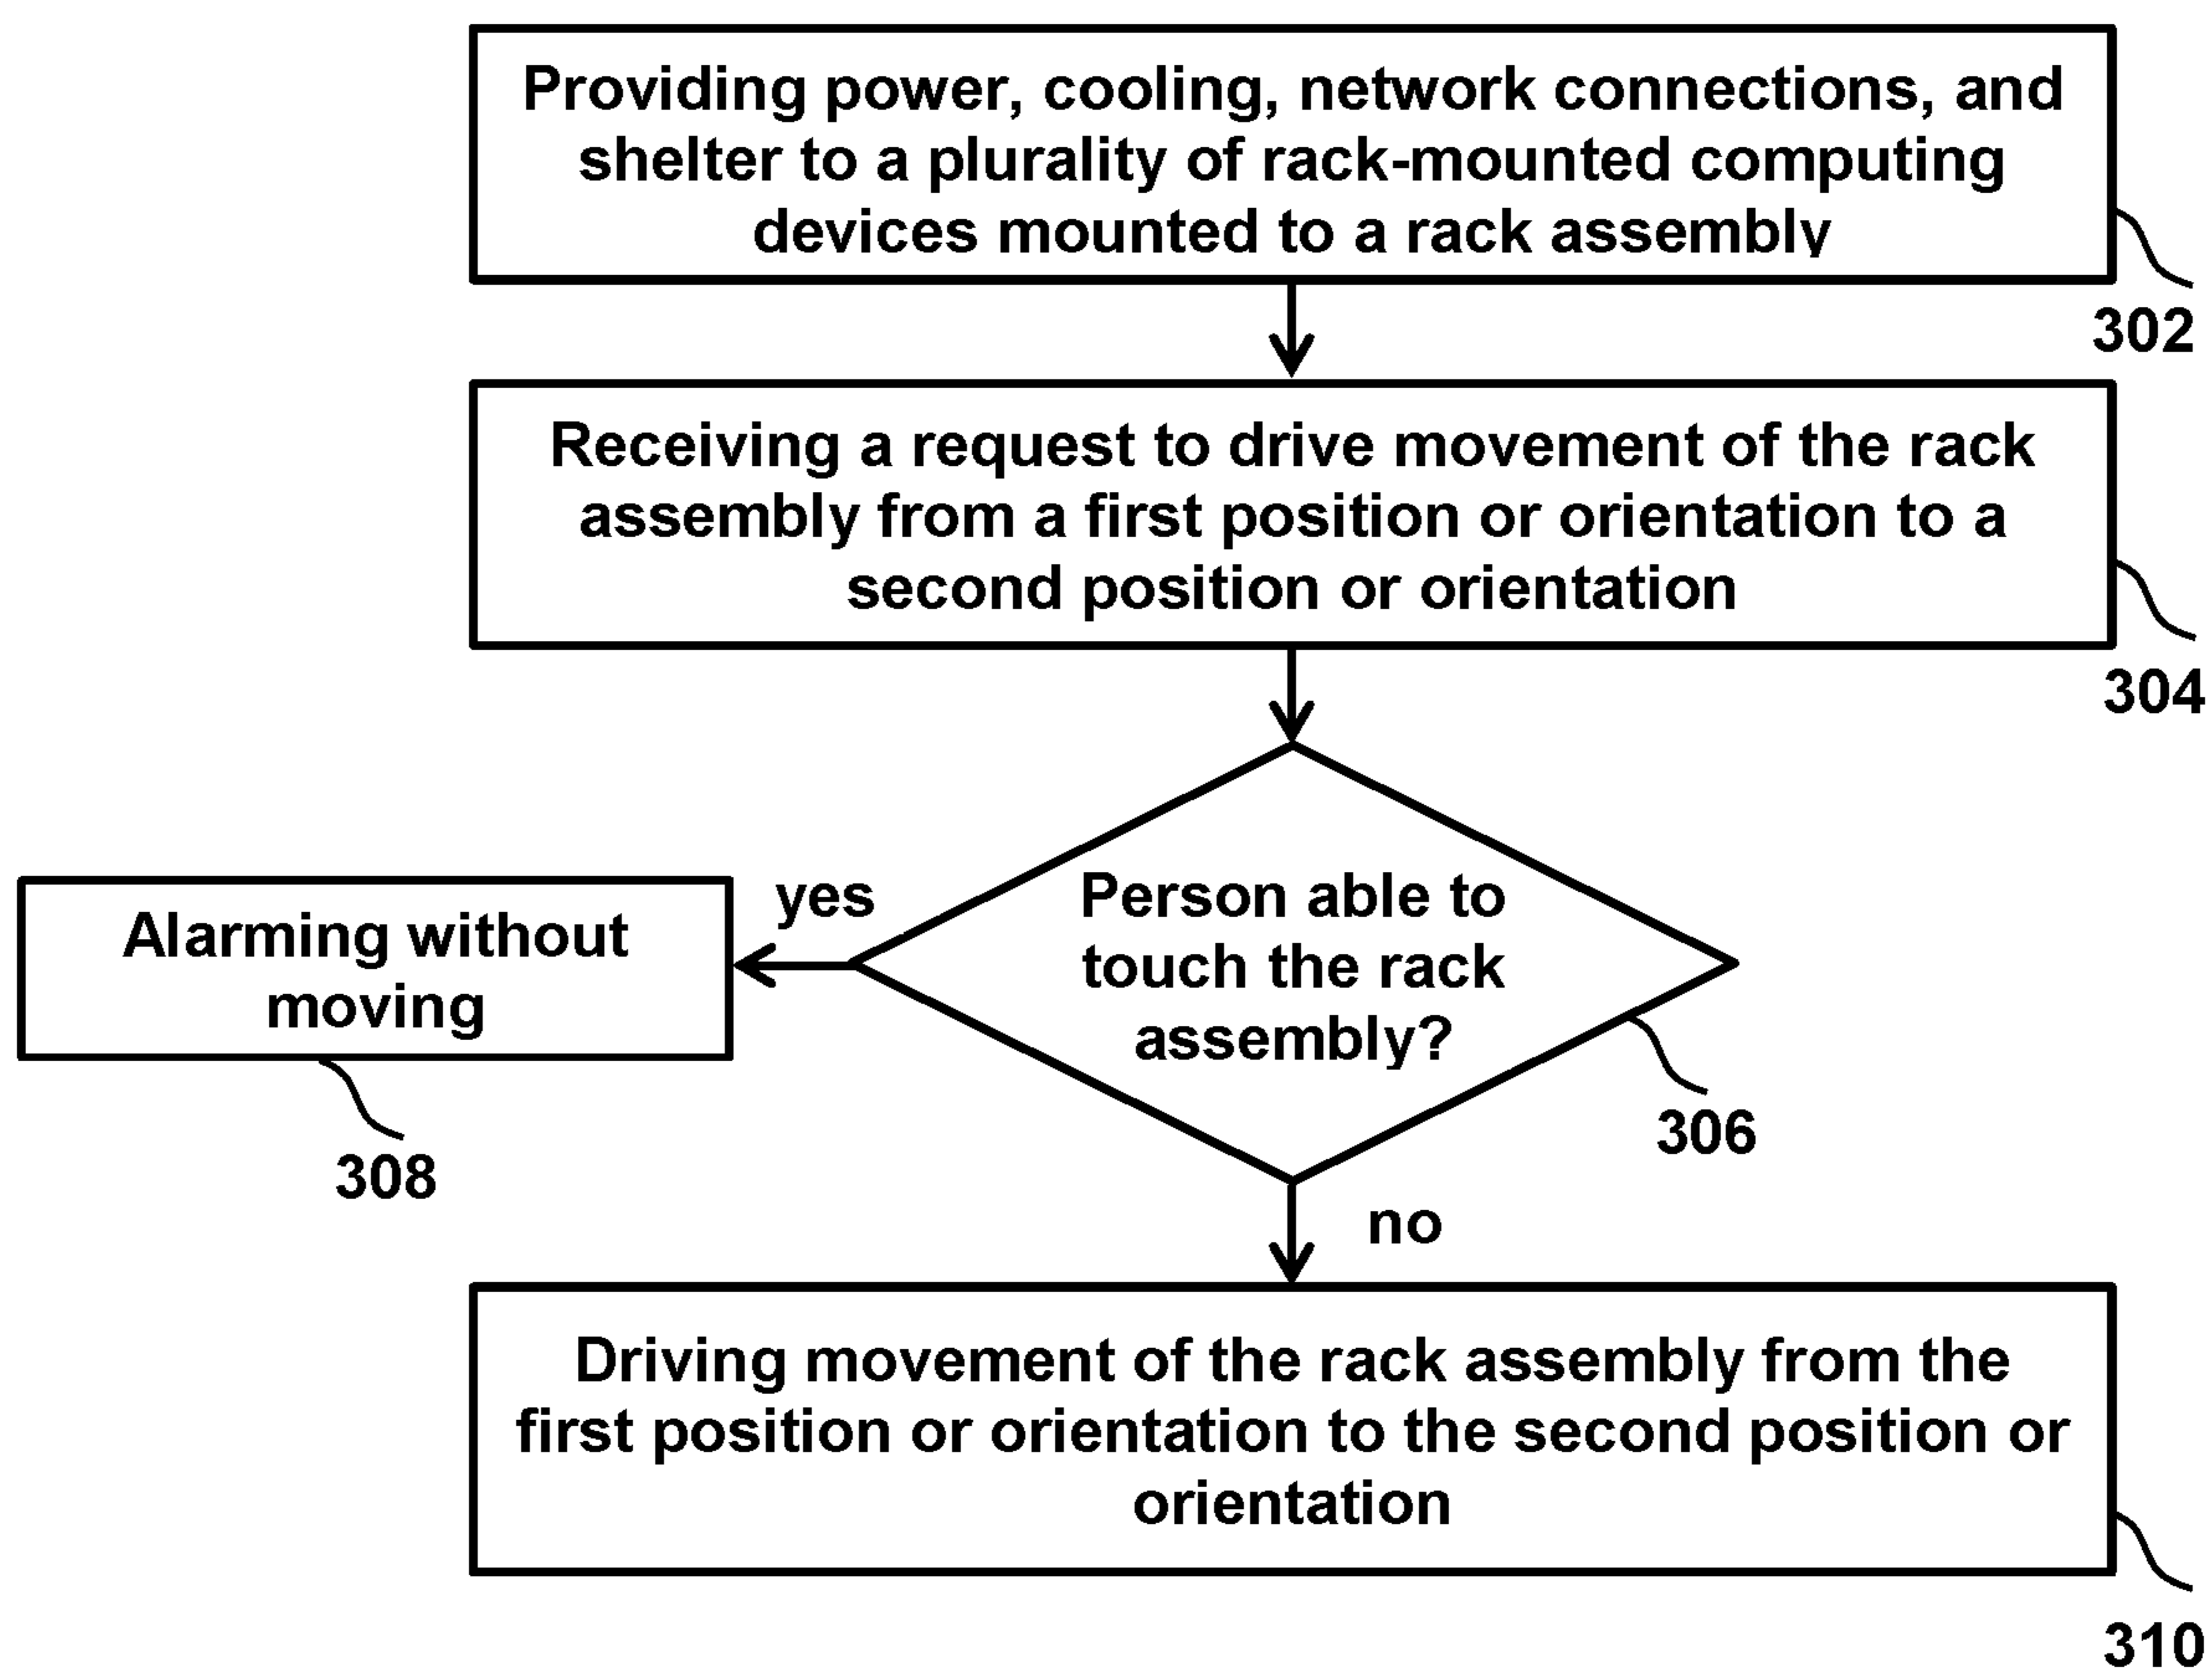 Providing power, cooling, network connections, and
shelter to a plurality of rack-mounted computing
devices mounted to a rack assembly
302
Receiving a request to drive movement of the rack
assembly from a first position or orientation to a
second position or orientation
304
Person able to
touch the rack
assembly?
306
yes
Alarming without
moving
308
no
Driving movement of the rack assembly from the
first position or orientation to the second position or
orientation
310